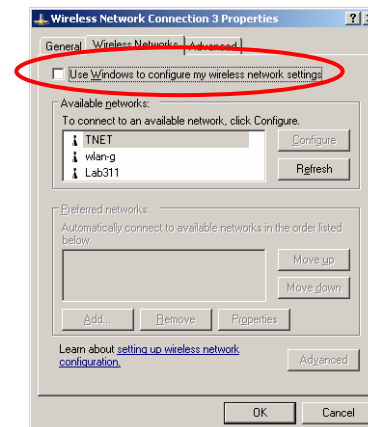 Wireless Network Connection 3 Properties
General Wireless Networks Advanced
Use Windows to configure my wireless network settings
Available networks:
To connect to an available network, click Configure.
TNET
wlan-g
Lab311
Configure
Refresh
Preferred networks:
Automatically connect to available networks in the order listed
below:
Move up
Move down
Add... Remove Properties
Learn about setting up wireless network
configuration.
Advanced
OK Cancel